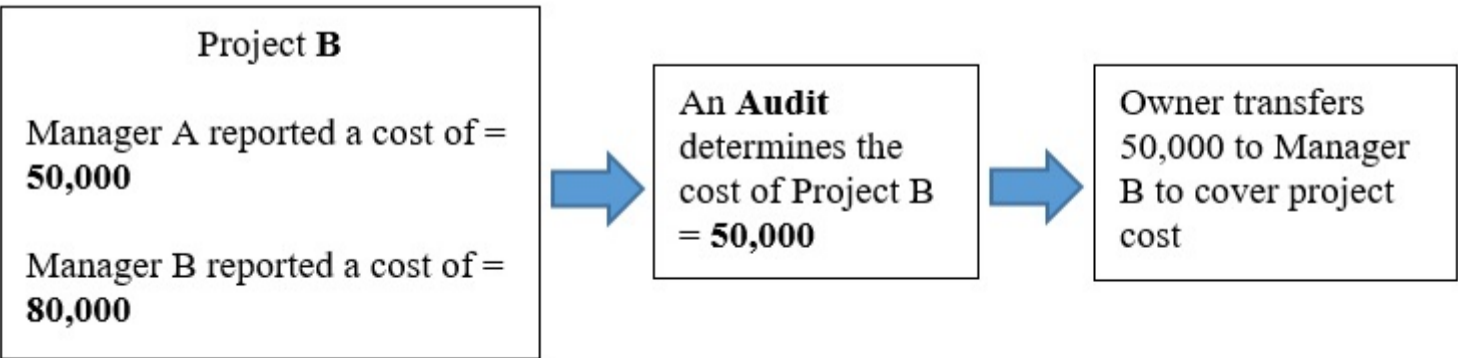 Project B
Manager A reported a cost of =
50,000
Manager B reported a cost of =
80,000
An Audit
determines the
cost of Project B
= 50,000
Owner transfers
50,000 to Manager
B to cover project
cost